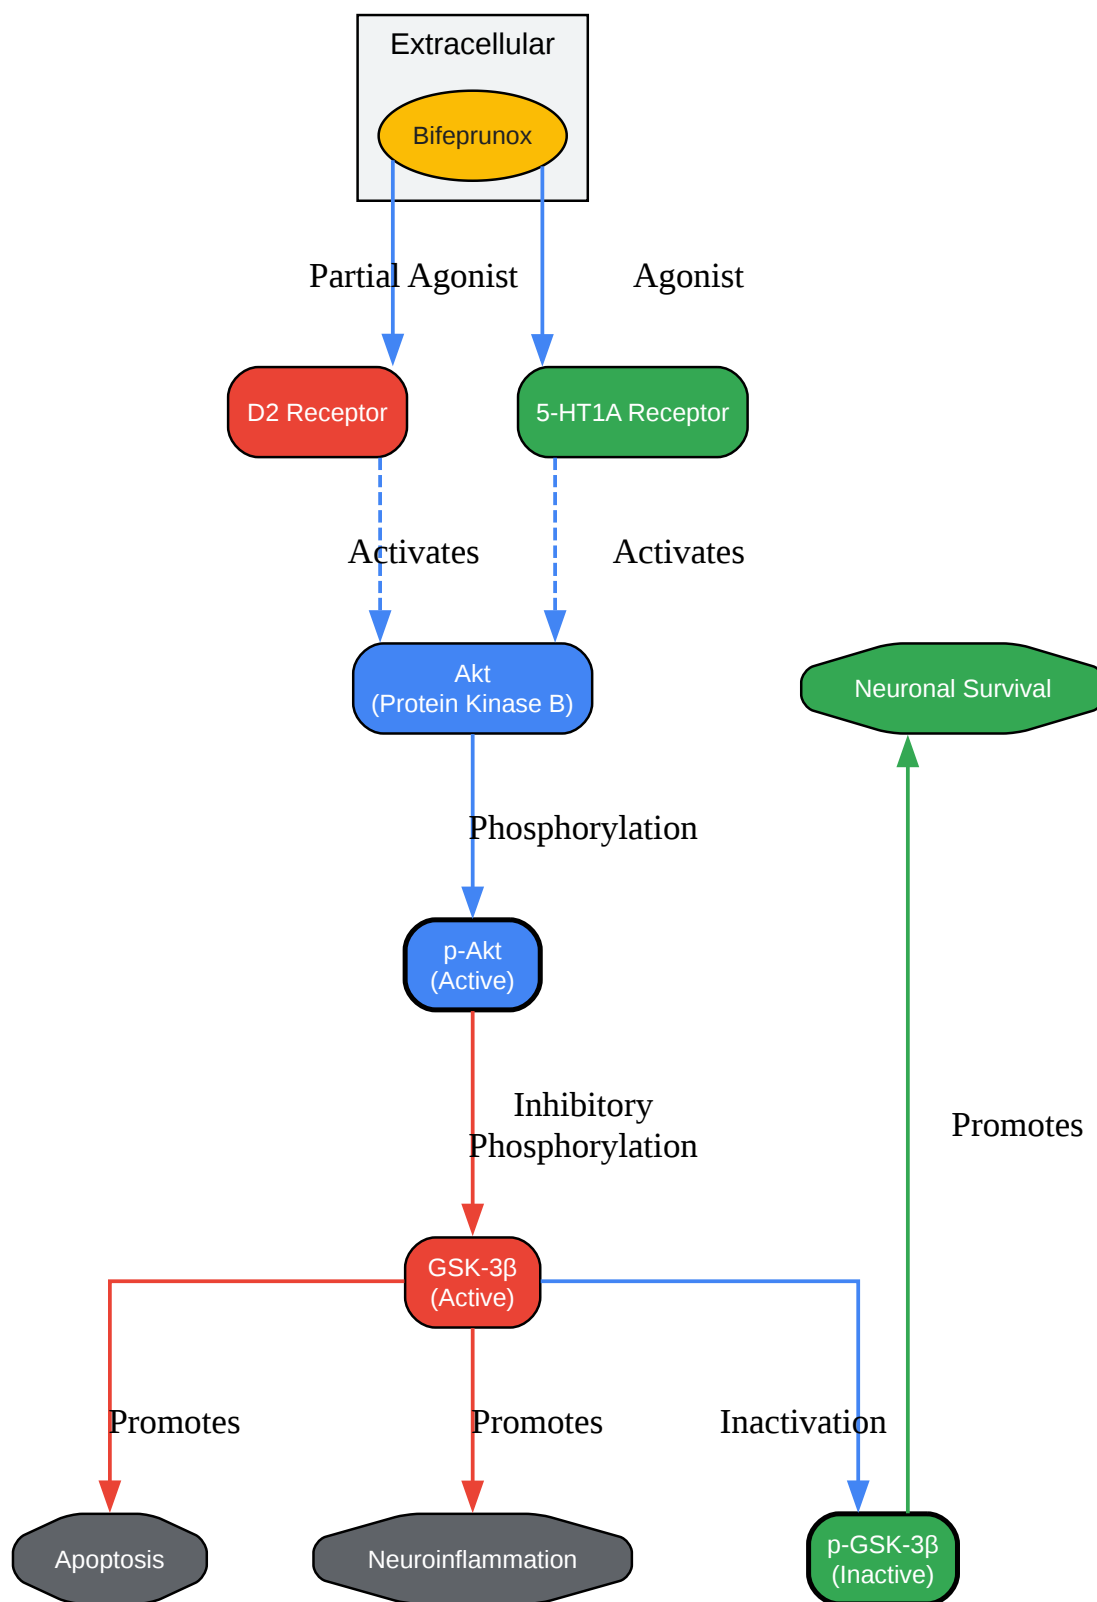 Extracellular
Bifeprunox
Partial Agonist
Agonist
D2 Receptor
5-HT1A Receptor
Activates
Activates
Akt
(Protein Kinase B)
Neuronal Survival
Phosphorylation
p-Akt
(Active)
Inhibitory
Phosphorylation
Promotes
GSK-3β
(Active)
Promotes
Promotes
Inactivation
Apoptosis
Neuroinflammation
p-GSK-3β
(Inactive)